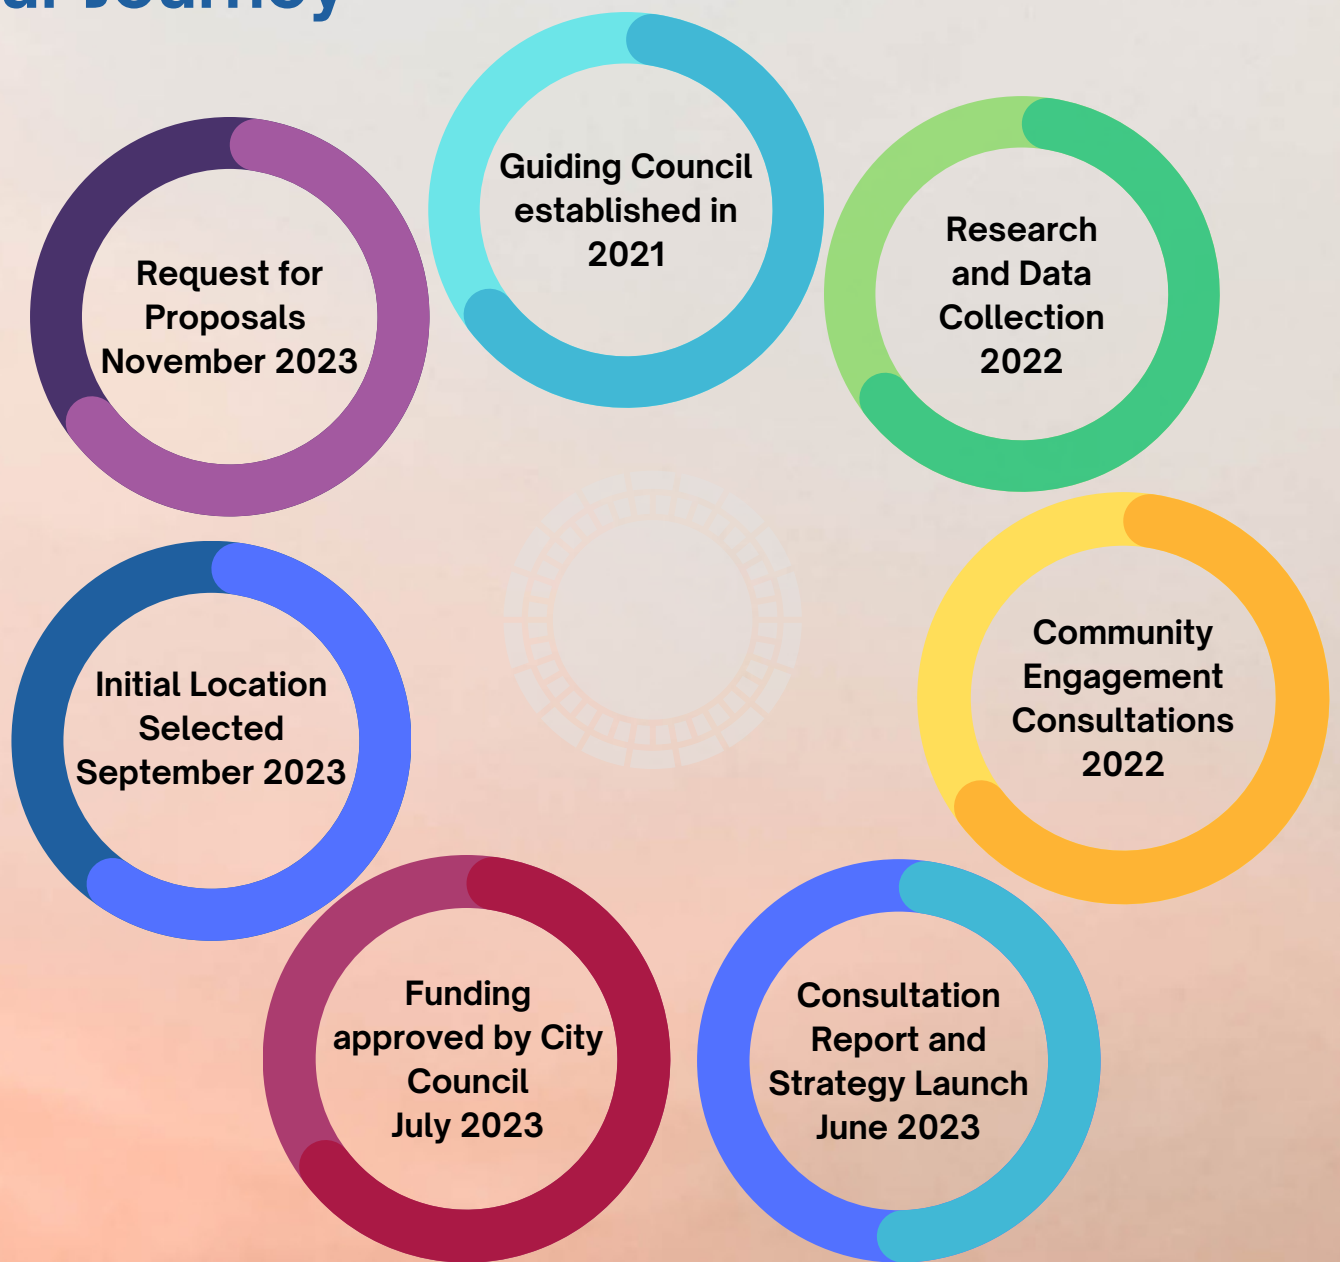 Journey
Guiding Council
established in
2021
Research
and Data
Collection
2022
Community
Engagement
Consultations
2022
Consultation
Report and
Strategy Launch
June 2023
Funding
approved by City
Council
July 2023
Initial Location
Selected
September 2023
Request for
Proposals
November 2023